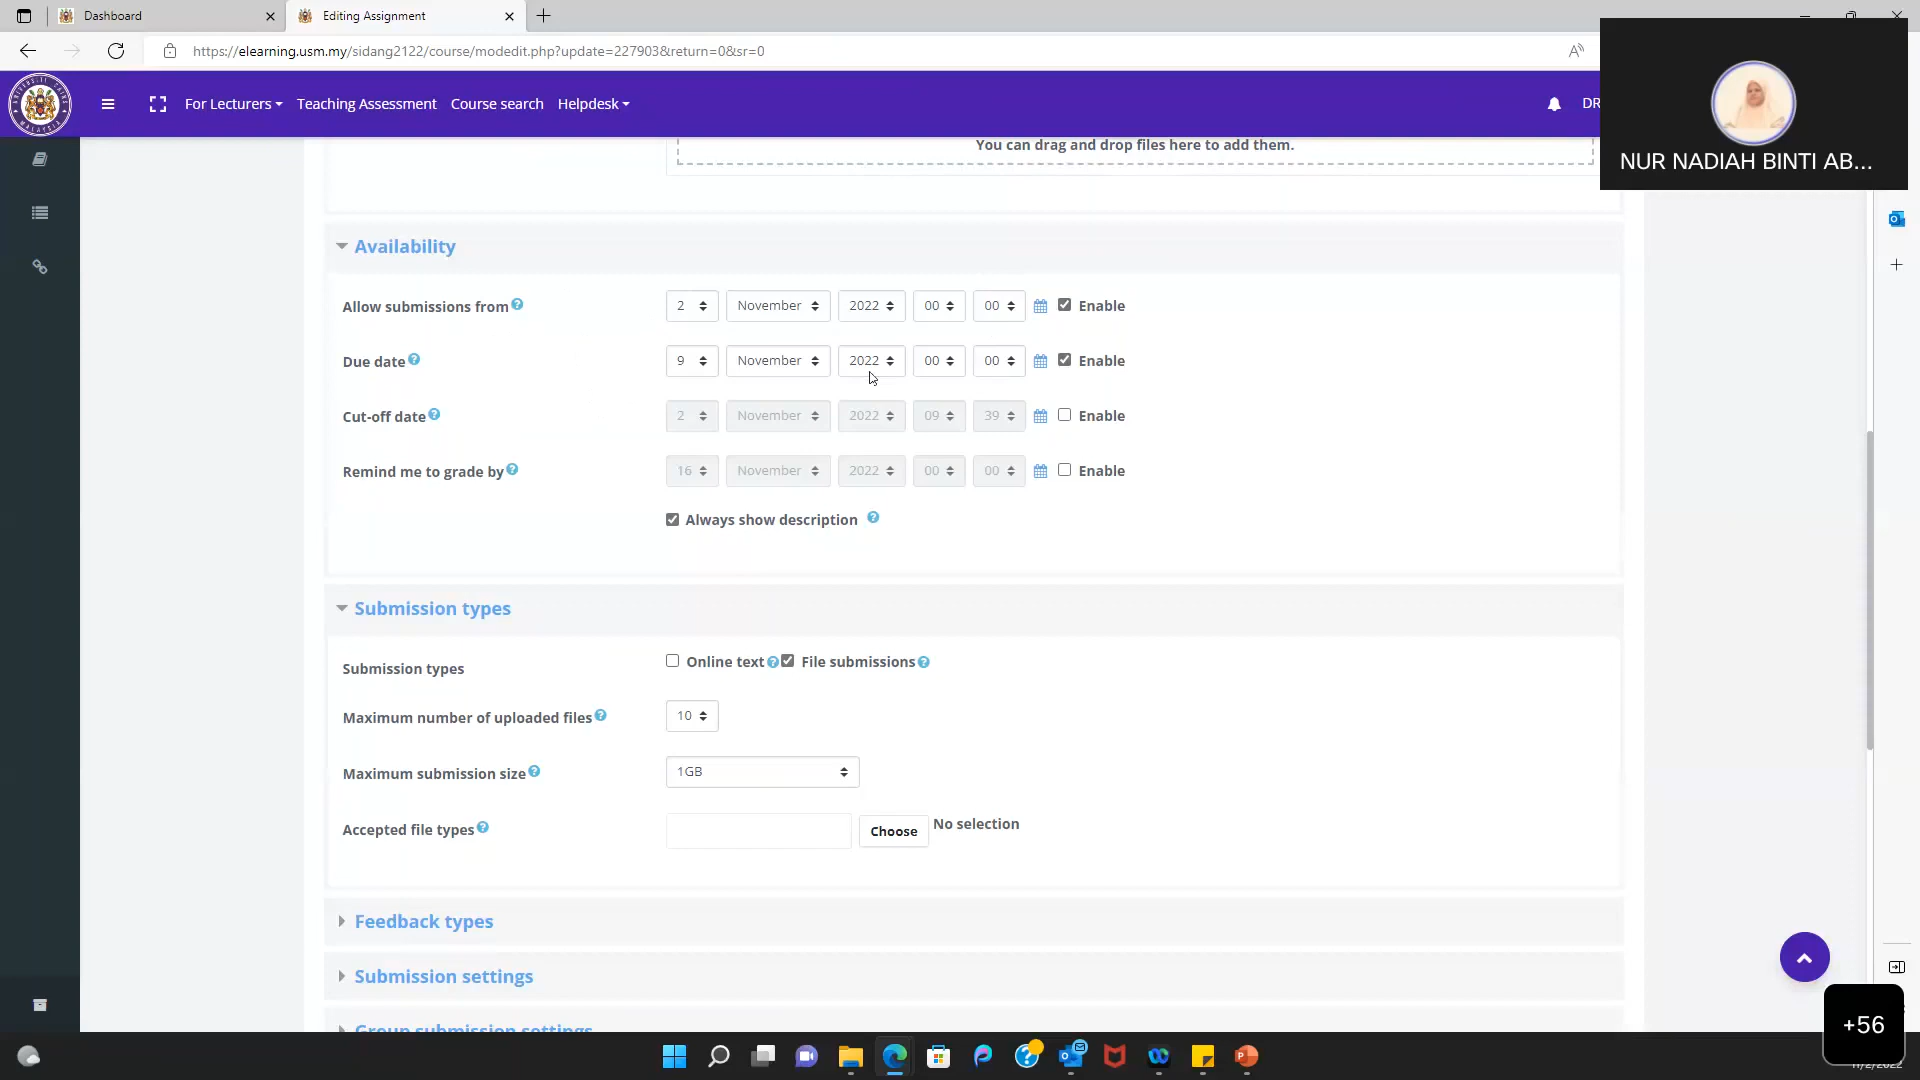 Dashboard
Editing Assignment
https://elearning.usm.my/sidang2122/course/modedit.php?update=227903&return=0&sr=0
For Lecturers
Teaching Assessment
Course search
Helpdesk
DR
NUR NADIAH BINTI AB...
You can drag and drop files here to add them.
Availability
Allow submissions from 2 November 2022 00 00 Enable
Due date 9 November 2022 00 00 Enable
Cut-off date 2 November 2022 09 39 Enable
Remind me to grade by 16 November 2022 00 00 Enable
Always show description
Submission types
Submission types Online text File submissions
Maximum number of uploaded files 10
Maximum submission size 1GB
Accepted file types Choose No selection
Feedback types
Submission settings
Group submission settings
+56